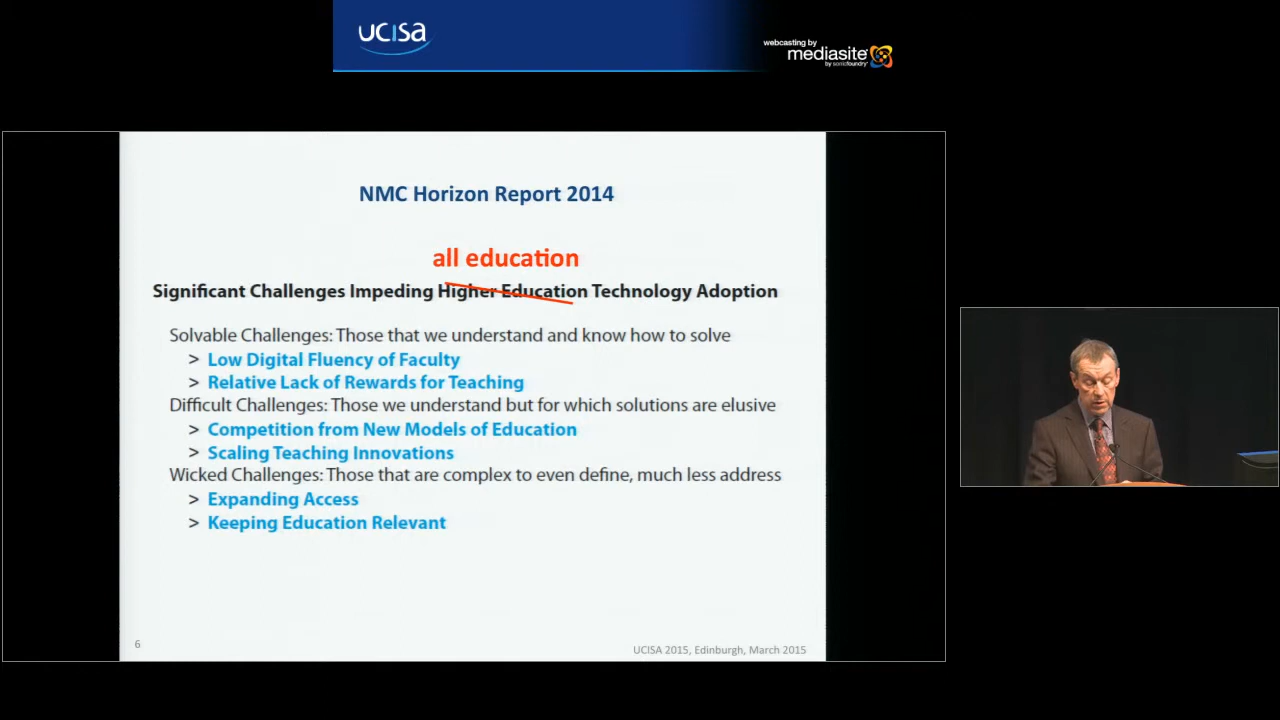 ucisa
webcasting by
mediasite
by sonicfoundry
NMC Horizon Report 2014
all education
Significant Challenges Impeding Higher Education Technology Adoption
Solvable Challenges: Those that we understand and know how to solve
> Low Digital Fluency of Faculty
> Relative Lack of Rewards for Teaching
Difficult Challenges: Those we understand but for which solutions are elusive
> Competition from New Models of Education
> Scaling Teaching Innovations
Wicked Challenges: Those that are complex to even define, much less address
> Expanding Access
> Keeping Education Relevant
6
UCISA 2015, Edinburgh, March 2015